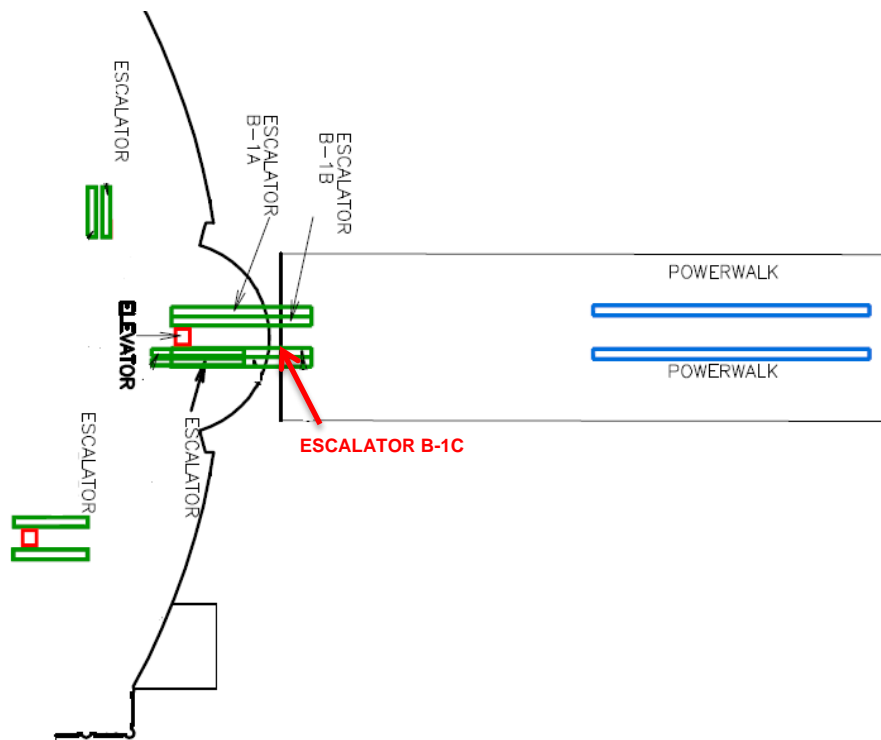 ESCALATOR
ESCALATOR
B-1A
ESCALATOR
B-1B
POWERWALK
ELEVATOR
POWERWALK
ESCALATOR
ESCALATOR
ESCALATOR B-1C